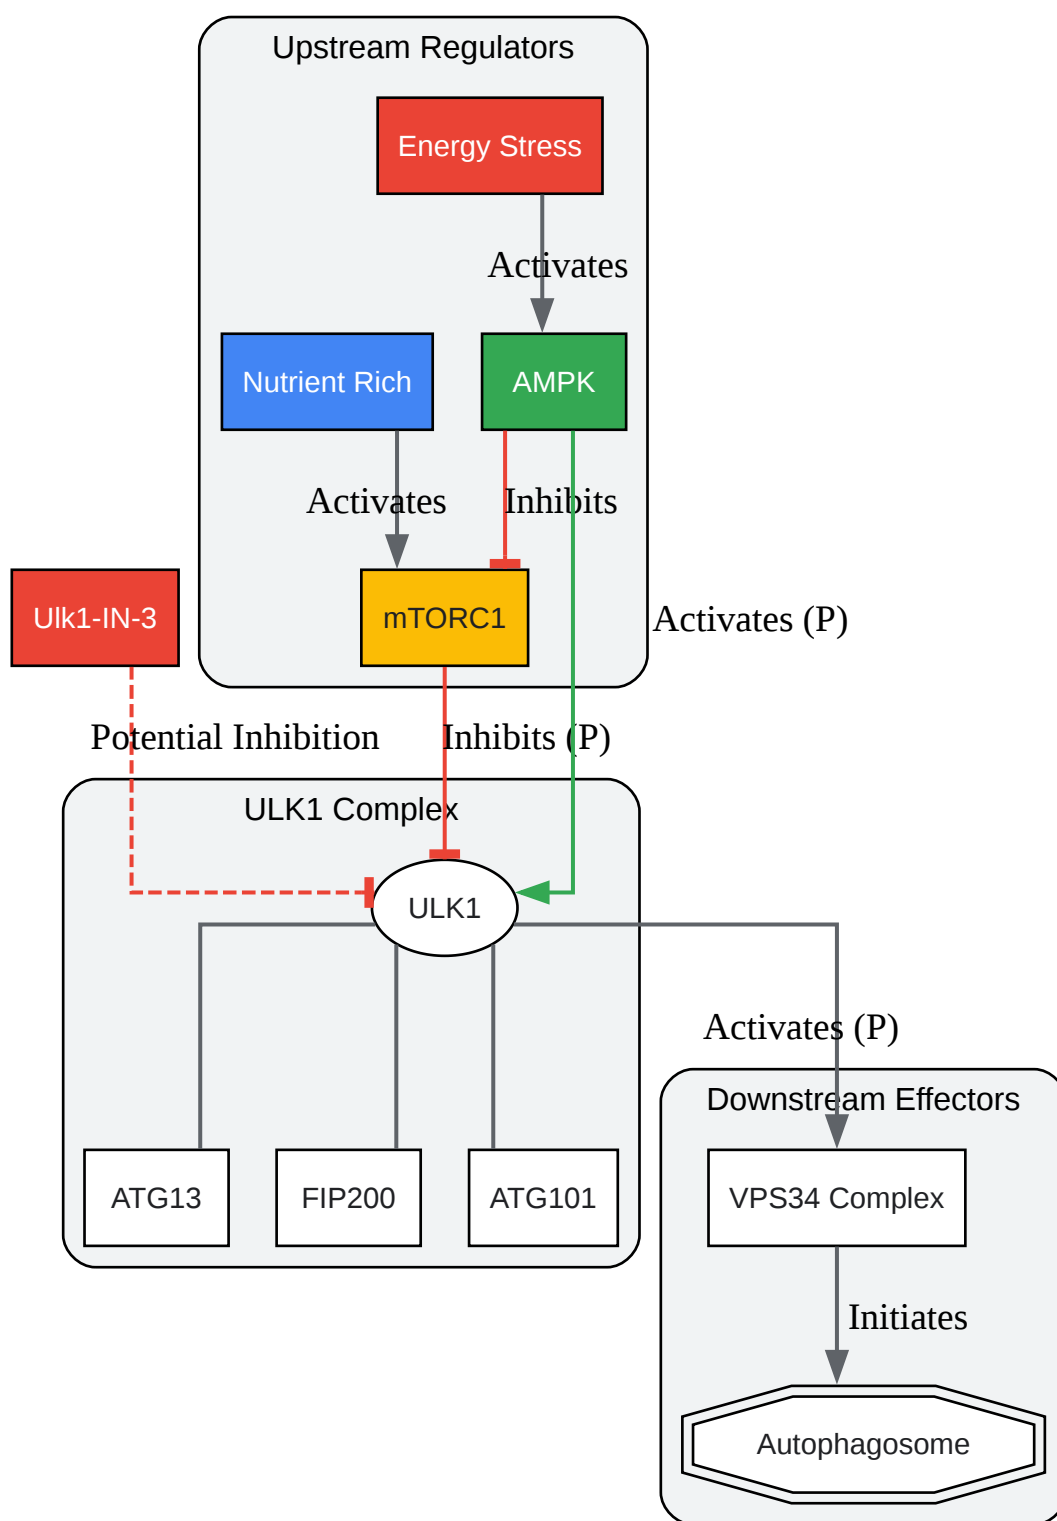 Upstream Regulators
Energy Stress
Activates
Nutrient Rich
AMPK
Activates
Inhibits
Ulk1-IN-3
mTORC1
Activates (P)
Potential Inhibition
Inhibits (P)
ULK1 Complex
ULK1
Activates (P)
Downstream Effectors
ATG13
FIP200
ATG101
VPS34 Complex
Initiates
Autophagosome